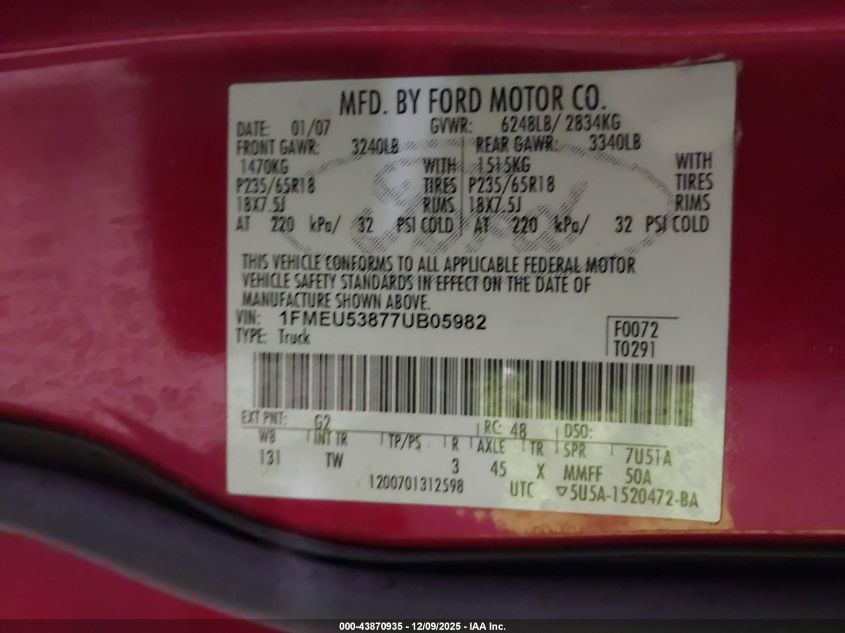 MFD. BY FORD MOTOR CO.
DATE: 01/07 GVWR: 6248LB/ 2834KG
FRONT GAWR: 3240LB REAR GAWR: 3340LB
1470KG WITH 1515KG WITH
P235/65R18 TIRES P235/65R18 TIRES
18X7.5J RIMS 18X7.5J RIMS
AT 220 kPa/ 32 PSI COLD AT 220 kPa/ 32 PSI COLD
Ford
THIS VEHICLE CONFORMS TO ALL APPLICABLE FEDERAL MOTOR
VEHICLE SAFETY STANDARDS IN EFFECT ON THE DATE OF
MANUFACTURE SHOWN ABOVE.
VIN: 1FMEU53877UB05982
TYPE: Truck
F0072
T0291
EXT PNT: G2 RC: 48 DSO:
WB INT TR TP/PS R AXLE TR SPR 7U51A
131 TW 3 45 X MMFF 50A
1200701312598 UTC ▽5U5A-1520472-BA
000-43870935 - 12/09/2025 - IAA Inc.